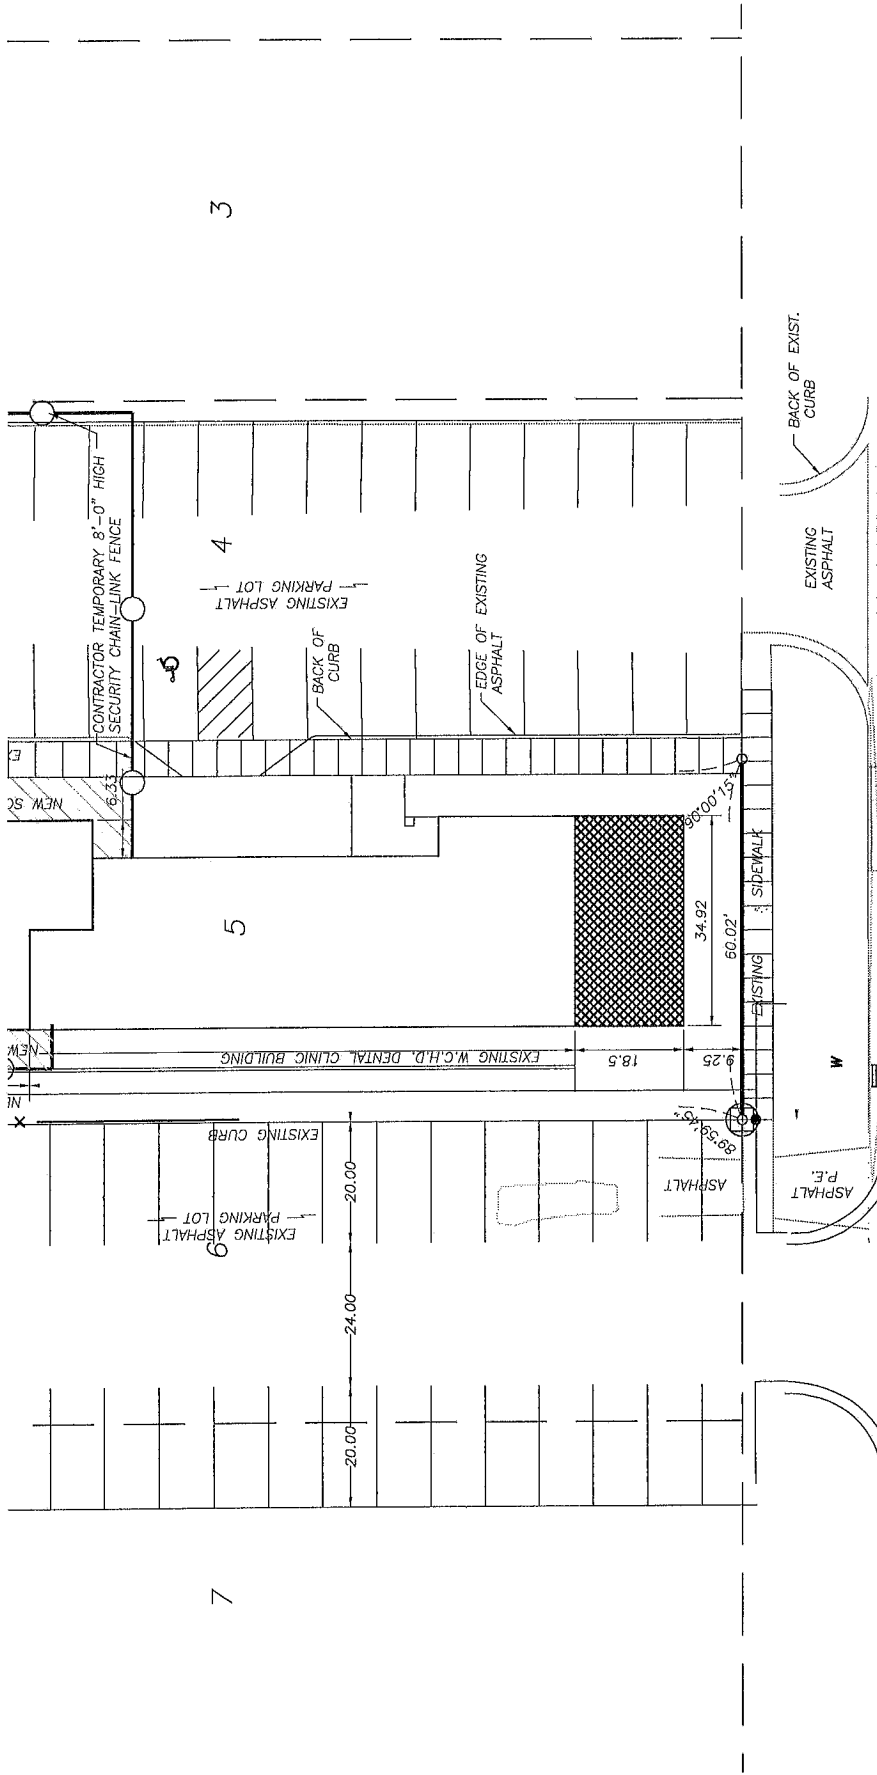 3
BACK OF EXIST.
CURB
CONTRACTOR TEMPORARY 8'-0" HIGH
SECURITY CHAIN-LINK FENCE
4
EXISTING ASPHALT
PARKING LOT
EXISTING
ASPHALT
BACK OF
CURB
EDGE OF EXISTING
ASPHALT
NEW
6.33
90°00'15"
5
34.92
60.02'
EXISTING SIDEWALK
NEW
EXISTING W.C.H.D. DENTAL CLINIC BUILDING
18.5
9.25
W
89°59'45"
EXISTING CURB
20.00
ASPHALT
ASPHALT
P.E.
EXISTING ASPHALT
PARKING LOT
6
24.00
20.00
7